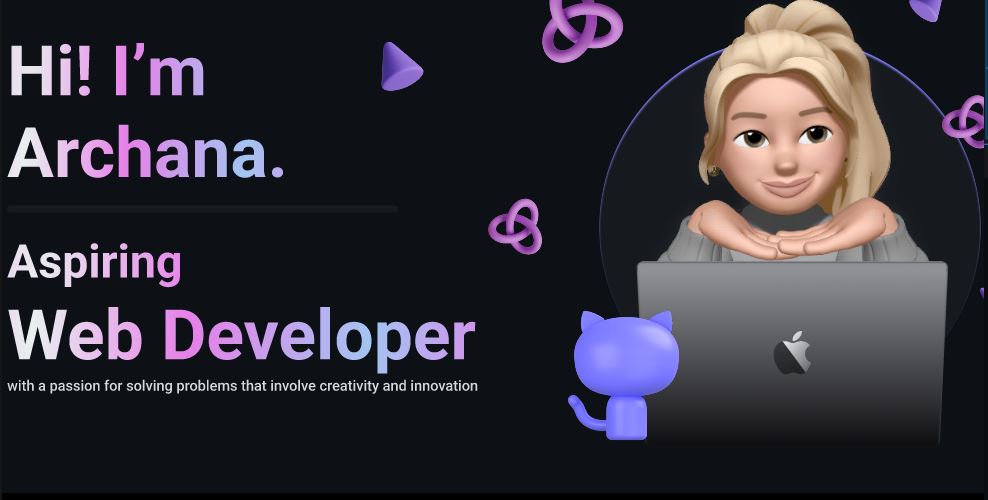 Hi! I’m
Archana.
Aspiring
Web Developer
with a passion for solving problems that involve creativity and innovation